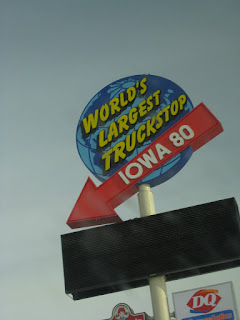 WORLD'S
LARGEST
TRUCKSTOP
IOWA 80
DQ